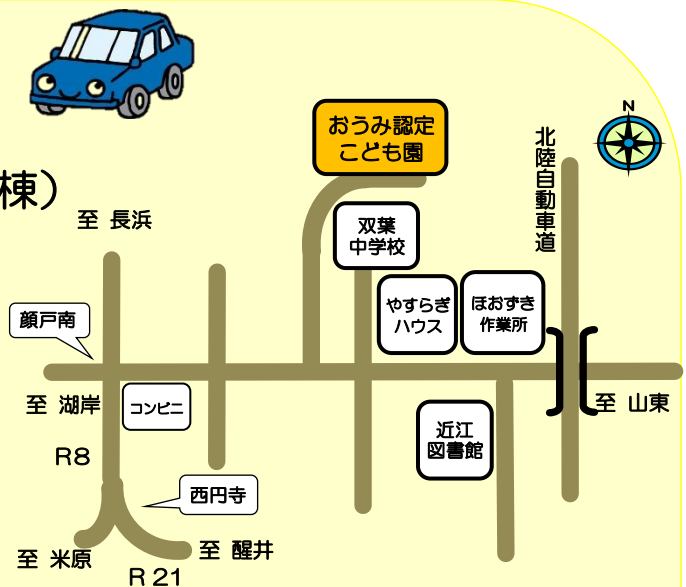 おうみ認定
こども園
N
北陸自動車道
棟）
至 長浜
双葉
中学校
やすらぎ
ハウス
ほおずき
作業所
顔戸南
至 湖岸
コンビニ
至 山東
近江
図書館
R8
西円寺
至 米原
至 醒井
R 21